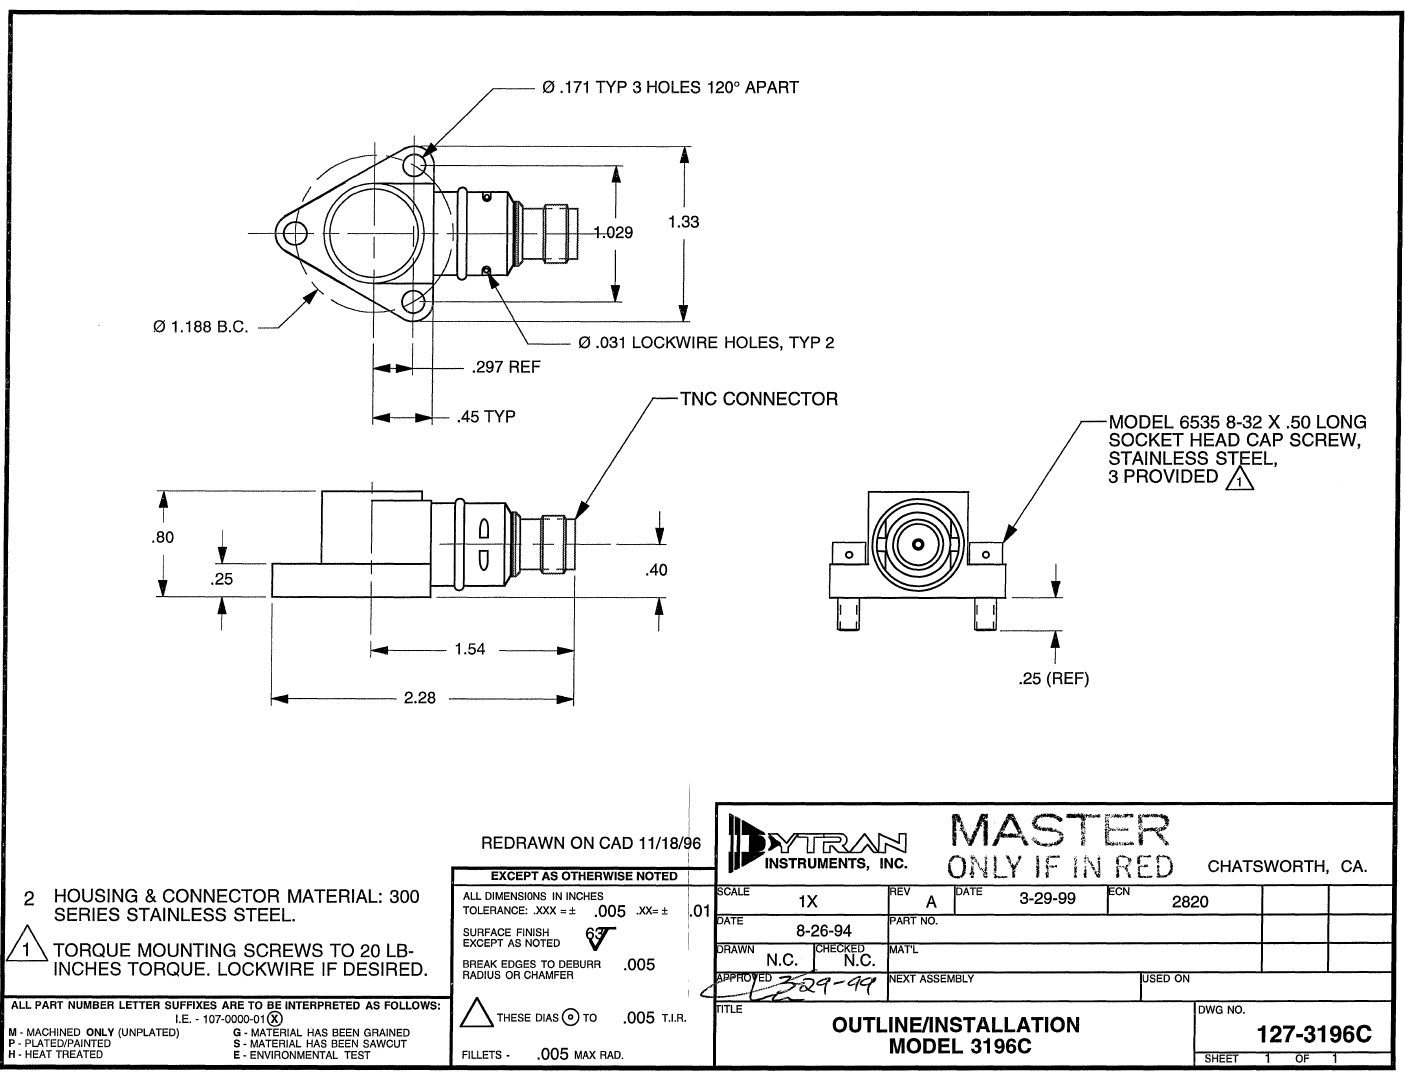 Ø .171 TYP 3 HOLES 120° APART
1.029
1.33
Ø 1.188 B.C.
Ø .031 LOCKWIRE HOLES, TYP 2
.297 REF
.45 TYP
TNC CONNECTOR
MODEL 6535 8-32 X .50 LONG
SOCKET HEAD CAP SCREW,
STAINLESS STEEL,
3 PROVIDED 1
.80
.25
.40
1.54
2.28
.25 (REF)
REDRAWN ON CAD 11/18/96
2 HOUSING & CONNECTOR MATERIAL: 300
SERIES STAINLESS STEEL.
1 TORQUE MOUNTING SCREWS TO 20 LB-
INCHES TORQUE. LOCKWIRE IF DESIRED.
ALL PART NUMBER LETTER SUFFIXES ARE TO BE INTERPRETED AS FOLLOWS:
I.E. - 107-0000-01 X
M - MACHINED ONLY (UNPLATED) G - MATERIAL HAS BEEN GRAINED
P - PLATED/PAINTED S - MATERIAL HAS BEEN SAWCUT
H - HEAT TREATED E - ENVIRONMENTAL TEST
EXCEPT AS OTHERWISE NOTED
ALL DIMENSIONS IN INCHES
TOLERANCE: .XXX = ± .005 .XX= ± .01
SURFACE FINISH 63
EXCEPT AS NOTED
BREAK EDGES TO DEBURR .005
RADIUS OR CHAMFER
THESE DIAS TO .005 T.I.R.
FILLETS - .005 MAX RAD.
DYTRAN
INSTRUMENTS, INC.
MASTER
ONLY IF IN RED
CHATSWORTH, CA.
SCALE 1X
REV A
DATE 3-29-99
ECN 2820
DATE 8-26-94
PART NO.
DRAWN N.C.
CHECKED N.C.
MAT'L
APPROVED 3-29-99
NEXT ASSEMBLY
USED ON
TITLE
OUTLINE/INSTALLATION
MODEL 3196C
DWG NO.
127-3196C
SHEET 1 OF 1